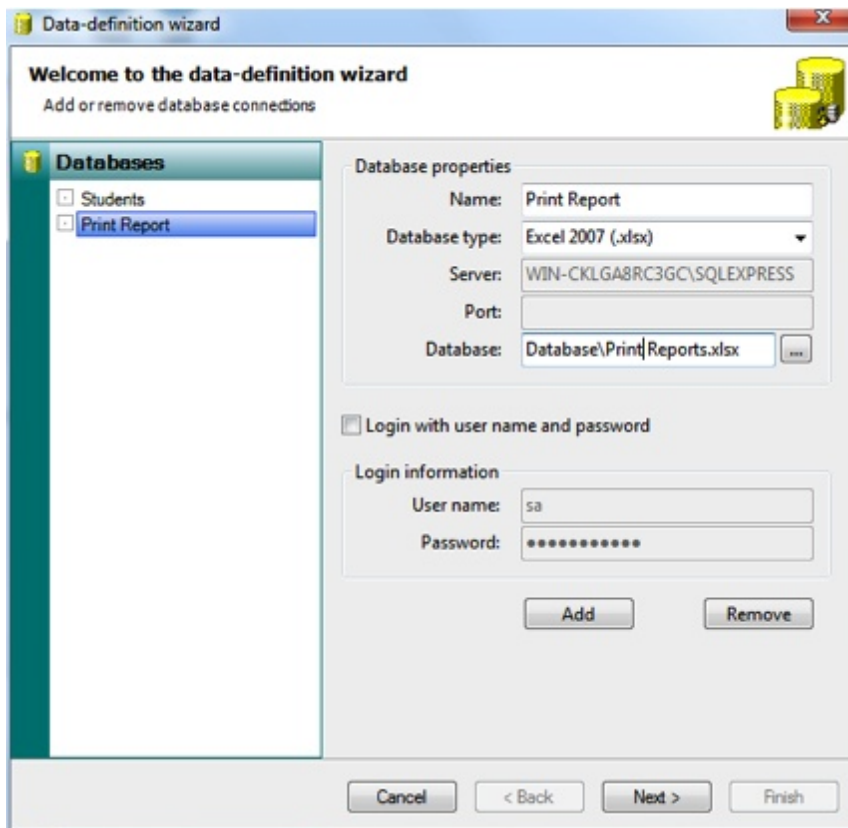 Data-definition wizard
Welcome to the data-definition wizard
Add or remove database connections
Databases
Students
Print Report
Database properties
Name: Print Report
Database type: Excel 2007 (.xlsx)
Server: WIN-CKLGA8RC3GC\SQLEXPRESS
Port:
Database: Database\Print Reports.xlsx ...
Login with user name and password
Login information
User name: sa
Password: ●●●●●●●●●●●
Add Remove
Cancel < Back Next > Finish